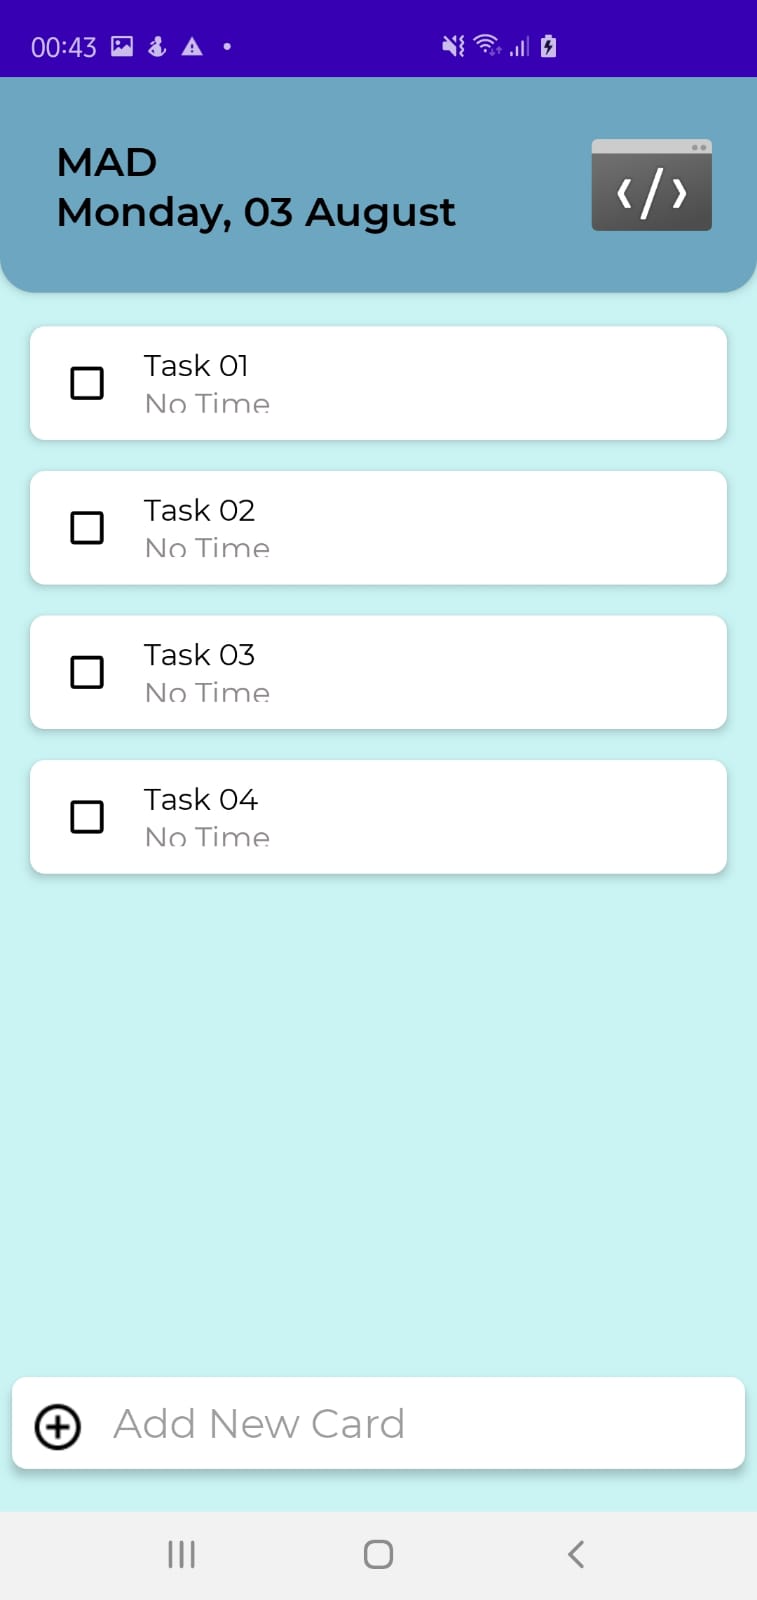 00:43
MAD
Monday, 03 August
</>
Task 01
No Time
Task 02
No Time
Task 03
No Time
Task 04
No Time
Add New Card